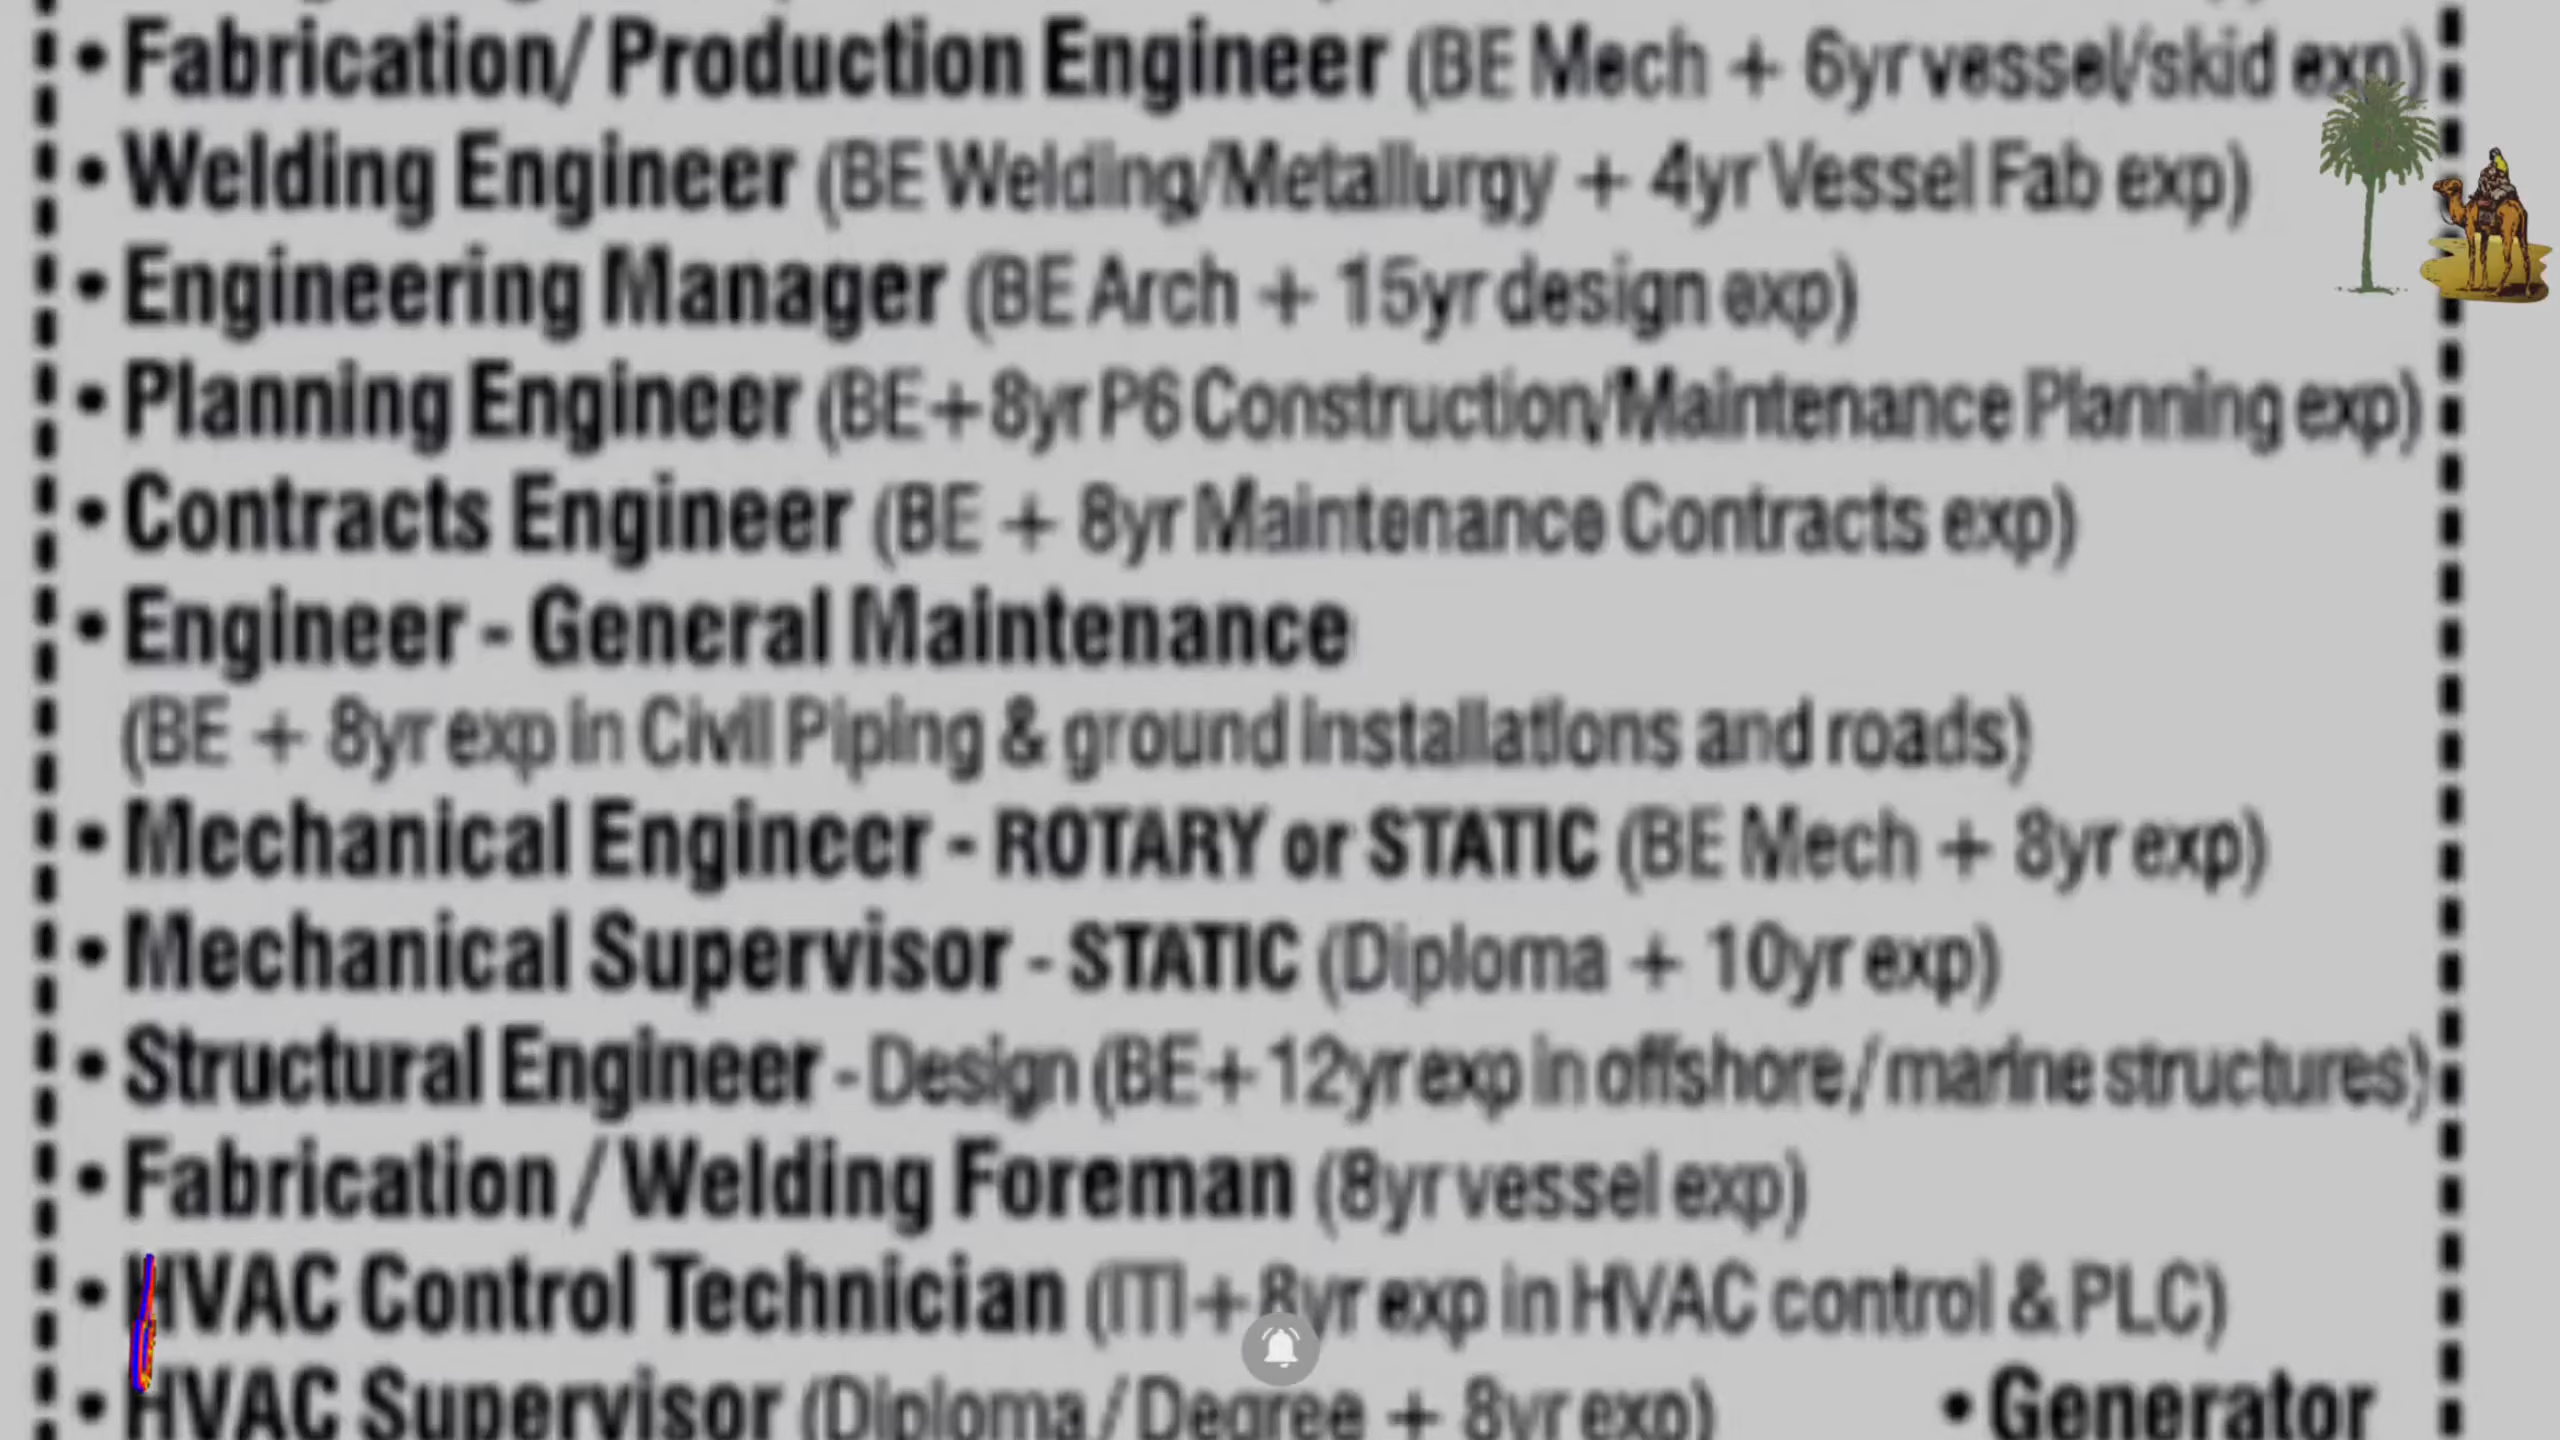 • Fabrication/ Production Engineer (BE Mech + 6yr vessel/skid exp)
• Welding Engineer (BE Welding/Metallurgy + 4yr Vessel Fab exp)
• Engineering Manager (BE Arch + 15yr design exp)
• Planning Engineer (BE+8yr P6 Construction/Maintenance Planning exp)
• Contracts Engineer (BE + 8yr Maintenance Contracts exp)
• Engineer - General Maintenance
(BE + 8yr exp in Civil Piping & ground installations and roads)
• Mechanical Engineer - ROTARY or STATIC (BE Mech + 8yr exp)
• Mechanical Supervisor - STATIC (Diploma + 10yr exp)
• Structural Engineer - Design (BE+ 12yr exp in offshore / marine structures)
• Fabrication / Welding Foreman (8yr vessel exp)
• HVAC Control Technician (ITI+8yr exp in HVAC control & PLC)
• HVAC Supervisor (Diploma / Degree + 8yr exp) • Generator